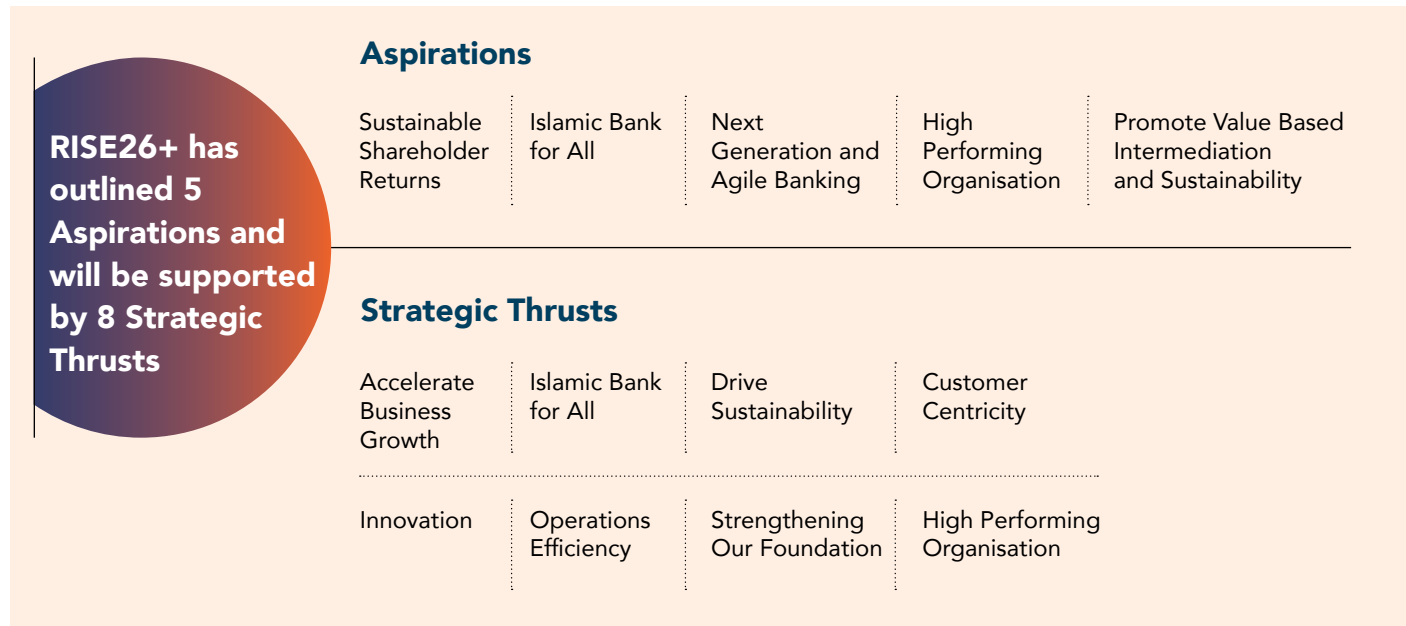 RISE26+ has
outlined 5
Aspirations and
will be supported
by 8 Strategic
Thrusts
Aspirations
Sustainable
Shareholder
Returns
Islamic Bank
for All
Next
Generation and
Agile Banking
High
Performing
Organisation
Promote Value Based
Intermediation
and Sustainability
Strategic Thrusts
Accelerate
Business
Growth
Islamic Bank
for All
Drive
Sustainability
Customer
Centricity
Innovation
Operations
Efficiency
Strengthening
Our Foundation
High Performing
Organisation